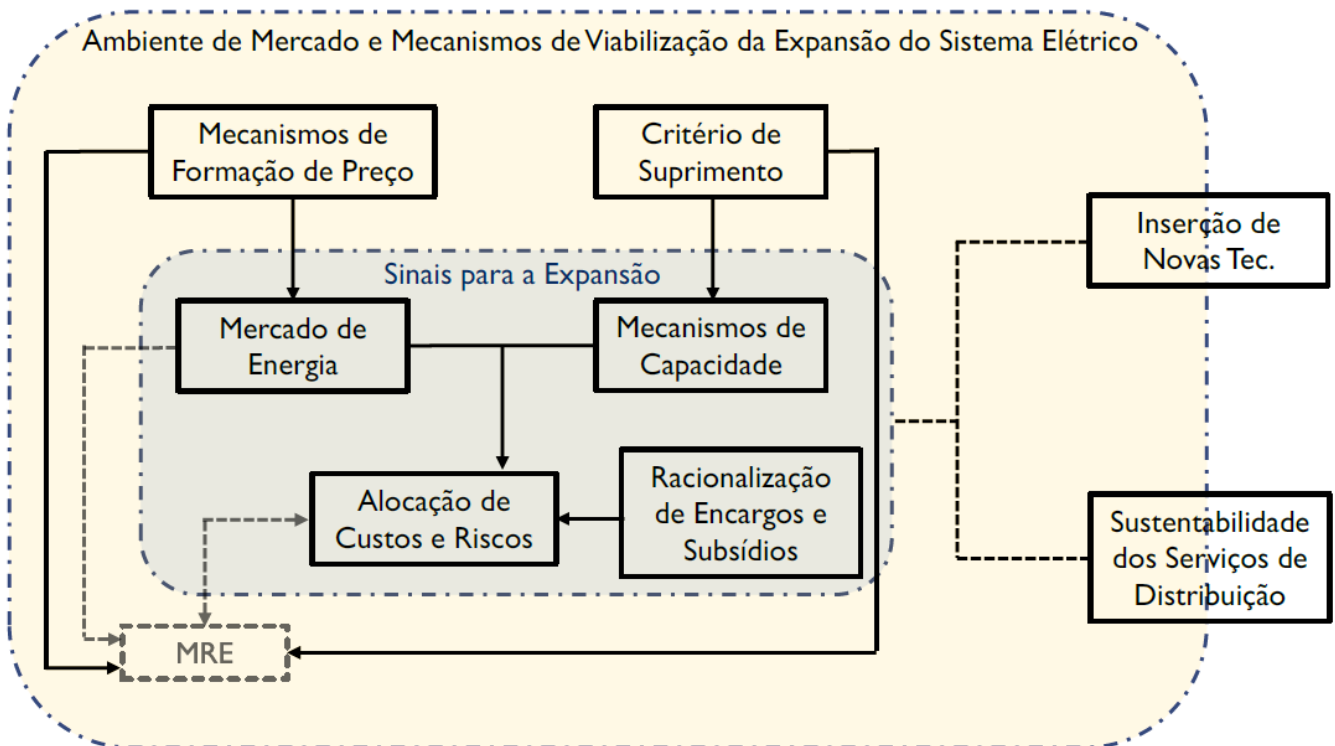 Ambiente de Mercado e Mecanismos de Viabilização da Expansão do Sistema Elétrico
Mecanismos de
Formação de Preço
Critério de
Suprimento
Inserção de
Novas Tec.
Sinais para a Expansão
Mercado de
Energia
Mecanismos de
Capacidade
Alocação de
Custos e Riscos
Racionalização
de Encargos e
Subsídios
Sustentabilidade
dos Serviços de
Distribuição
MRE